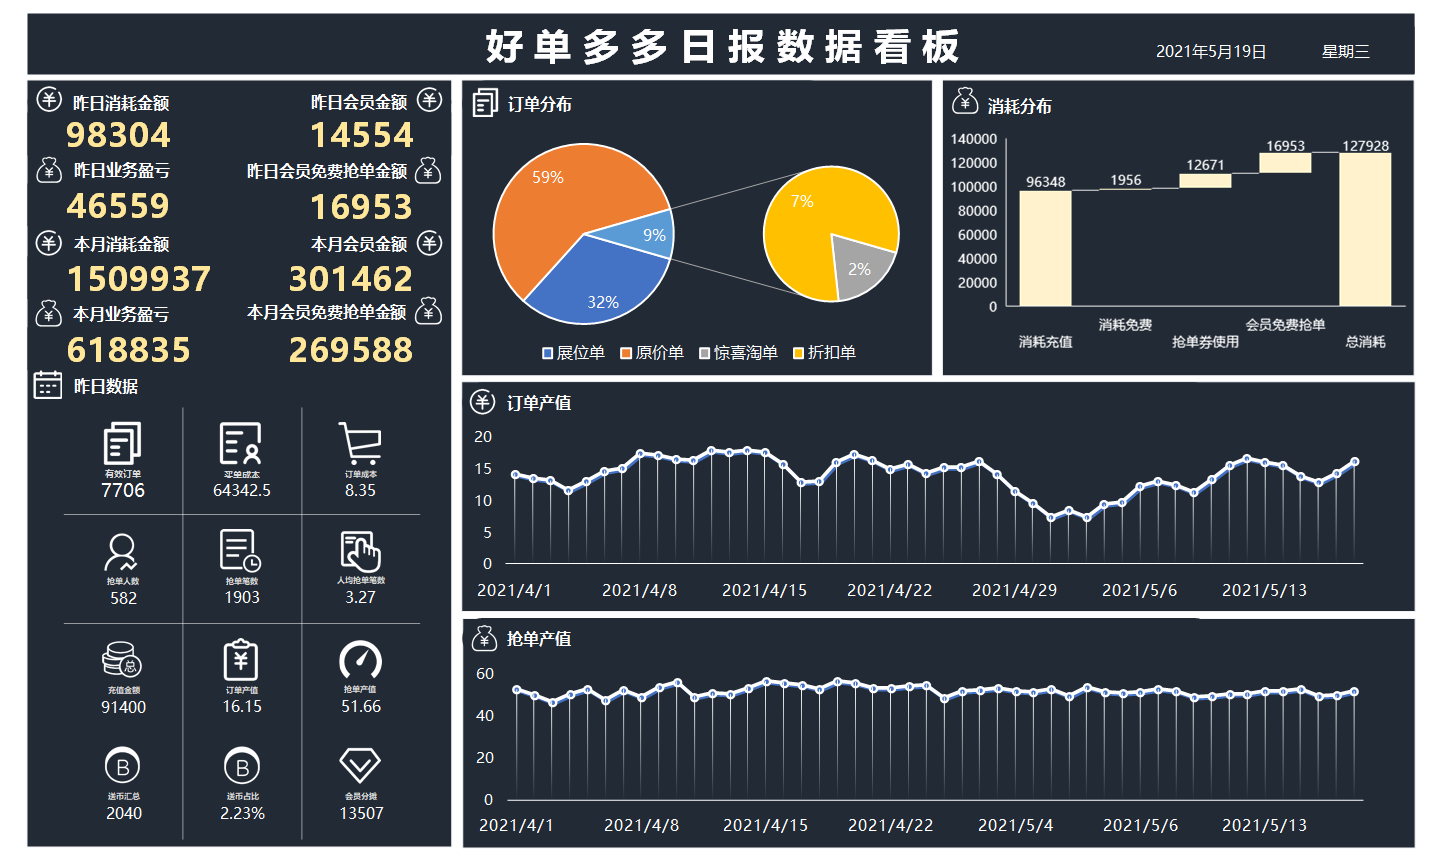 好单多多日报数据看板
2021年5月19日 星期三
昨日消耗金额 昨日会员金额
98304 14554
昨日业务盈亏 昨日会员免费抢单金额
46559 16953
本月消耗金额 本月会员金额
1509937 301462
本月业务盈亏 本月会员免费抢单金额
618835 269588
昨日数据
有效订单 买单成本 订单成本
7706 64342.5 8.35
抢单人数 抢单笔数 人均抢单笔数
582 1903 3.27
总
充值金额 订单产值 抢单产值
91400 16.15 51.66
B B
送币汇总 送币占比 会员分摊
2040 2.23% 13507
订单分布
59%
9%
32%
7%
2%
展位单 原价单 惊喜淘单 折扣单
消耗分布
140000
120000
100000
80000
60000
40000
20000
0
96348 1956 12671 16953 127928
消耗充值 消耗免费 抢单券使用 会员免费抢单 总消耗
订单产值
20
15
10
5
0
2021/4/1 2021/4/8 2021/4/15 2021/4/22 2021/4/29 2021/5/6 2021/5/13
抢单产值
60
40
20
0
2021/4/1 2021/4/8 2021/4/15 2021/4/22 2021/5/4 2021/5/6 2021/5/13